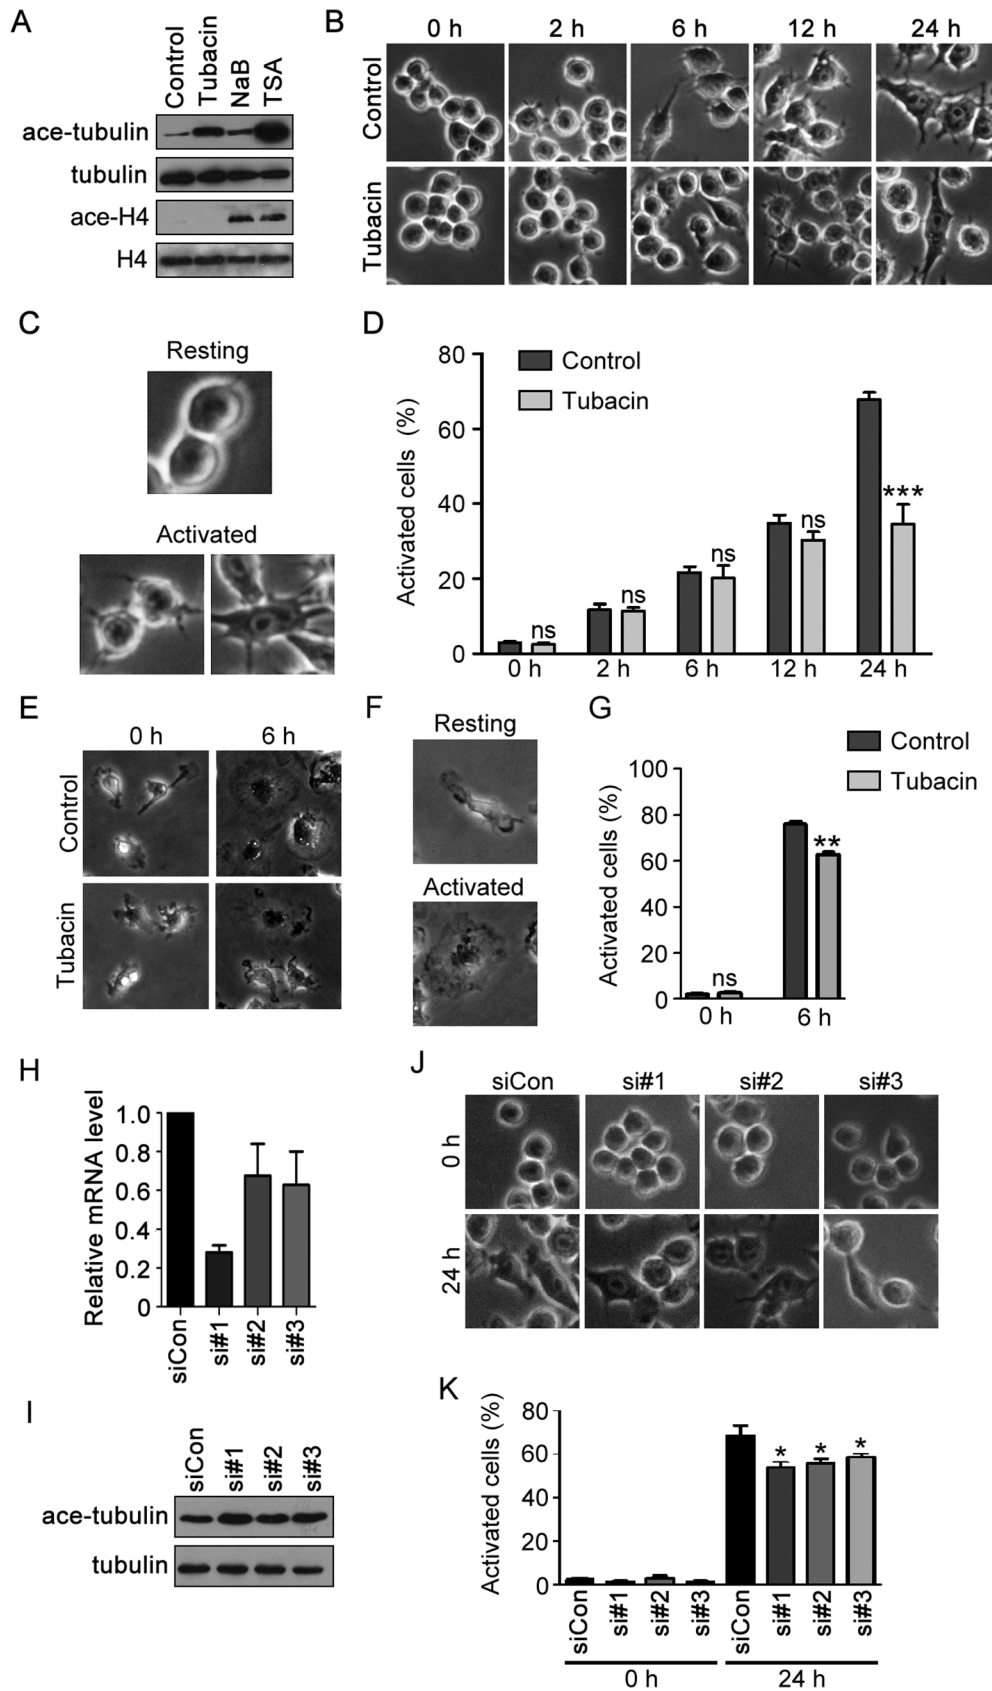 A
Control
Tubacin
NaB
TSA
ace-tubulin
tubulin
ace-H4
H4
B
0 h 2 h 6 h 12 h 24 h
Control
Tubacin
C
Resting
Activated
D
Control
Tubacin
Activated cells (%)
80
60
40
20
0
ns
ns
ns
ns
***
0 h 2 h 6 h 12 h 24 h
E
0 h 6 h
Control
Tubacin
F
Resting
Activated
G
Control
Tubacin
Activated cells (%)
100
80
60
40
20
0
ns
**
0 h 6 h
H
Relative mRNA level
1.0
0.8
0.6
0.4
0.2
0
siCon
si#1
si#2
si#3
I
siCon
si#1
si#2
si#3
ace-tubulin
tubulin
J
siCon si#1 si#2 si#3
0 h
24 h
K
Activated cells (%)
80
60
40
20
0
* * *
siCon
si#1
si#2
si#3
siCon
si#1
si#2
si#3
0 h 24 h